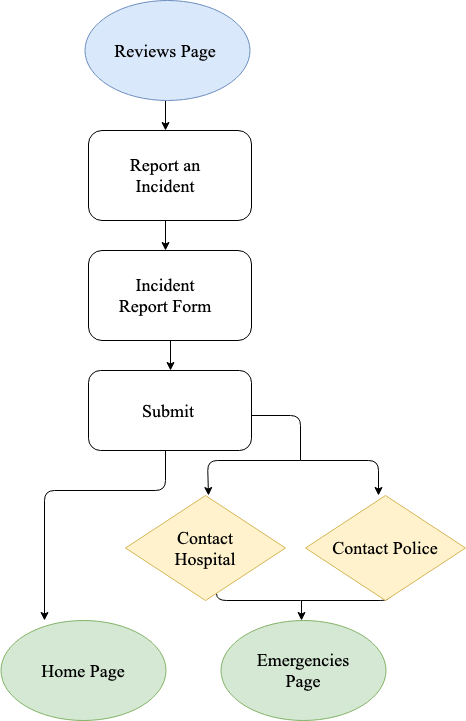 Reviews Page
Report an
Incident
Incident
Report Form
Submit
Contact
Hospital
Contact Police
Home Page
Emergencies
Page